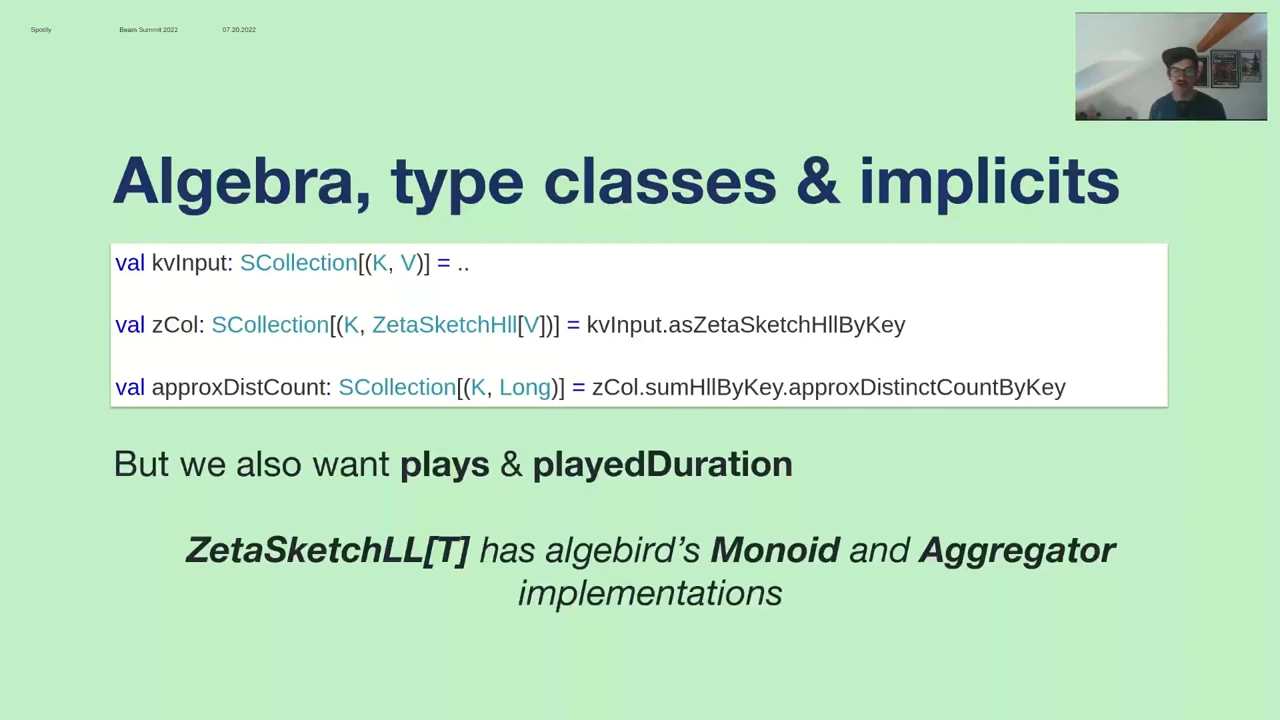 Spotify Beam Summit 2022 07.20.2022
Algebra, type classes & implicits
val kvInput: SCollection[(K, V)] = ..
val zCol: SCollection[(K, ZetaSketchHll[V])] = kvInput.asZetaSketchHllByKey
val approxDistCount: SCollection[(K, Long)] = zCol.sumHllByKey.approxDistinctCountByKey
But we also want plays & playedDuration
ZetaSketchLL[T] has algebird’s Monoid and Aggregator
implementations